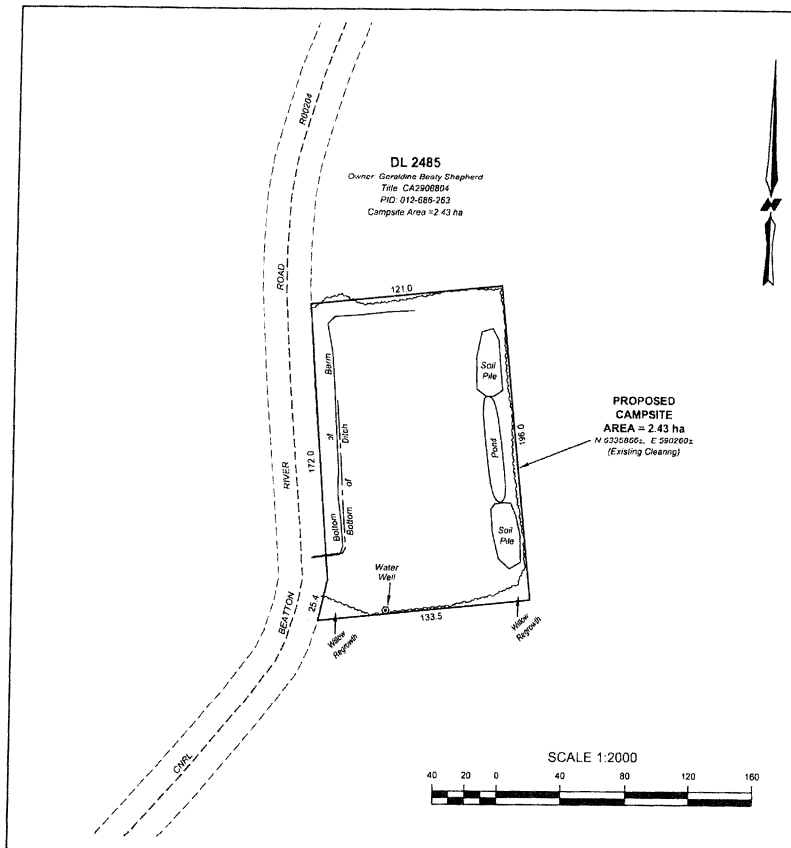 R00204
ROAD
RIVER
BEATTON
CNRL
DL 2485
Owner: Geraldine Beaty Shepherd
Title: CA2908804
PID: 012-686-263
Campsite Area =2.43 ha
121.0
172.0
196.0
25.4
133.5
Bottom of Berm
Bottom of Ditch
Soil
Pile
Pond
Soil
Pile
Water
Well
Willow
Regrowth
Willow
Regrowth
PROPOSED
CAMPSITE
AREA = 2.43 ha
(Existing Clearing)
N
SCALE 1:2000
40 20 0 40 80 120 160